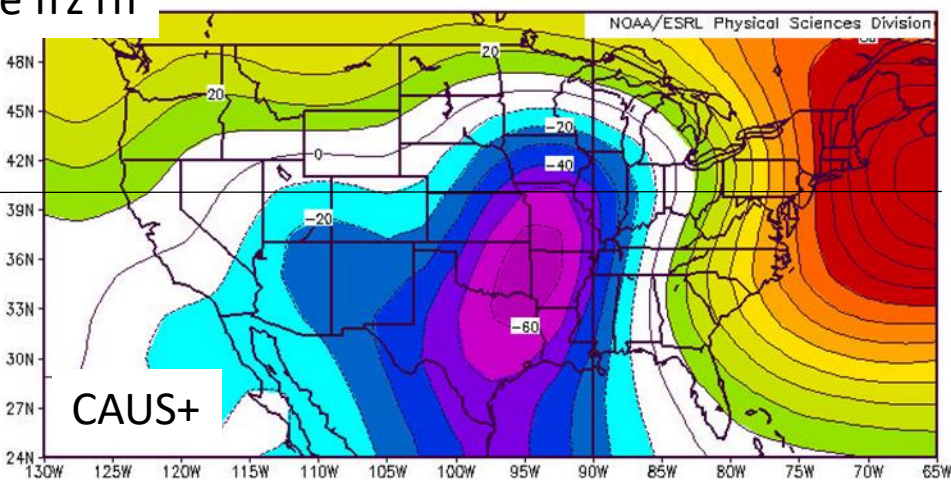 NOAA/ESRL Physical Sciences Division
48N
20
20
45N
-20
42N
0
-40
39N
-20
36N
33N
-60
30N
27N
CAUS+
24N
130W 125W 120W 115W 110W 105W 100W 95W 90W 85W 80W 75W 70W 65W